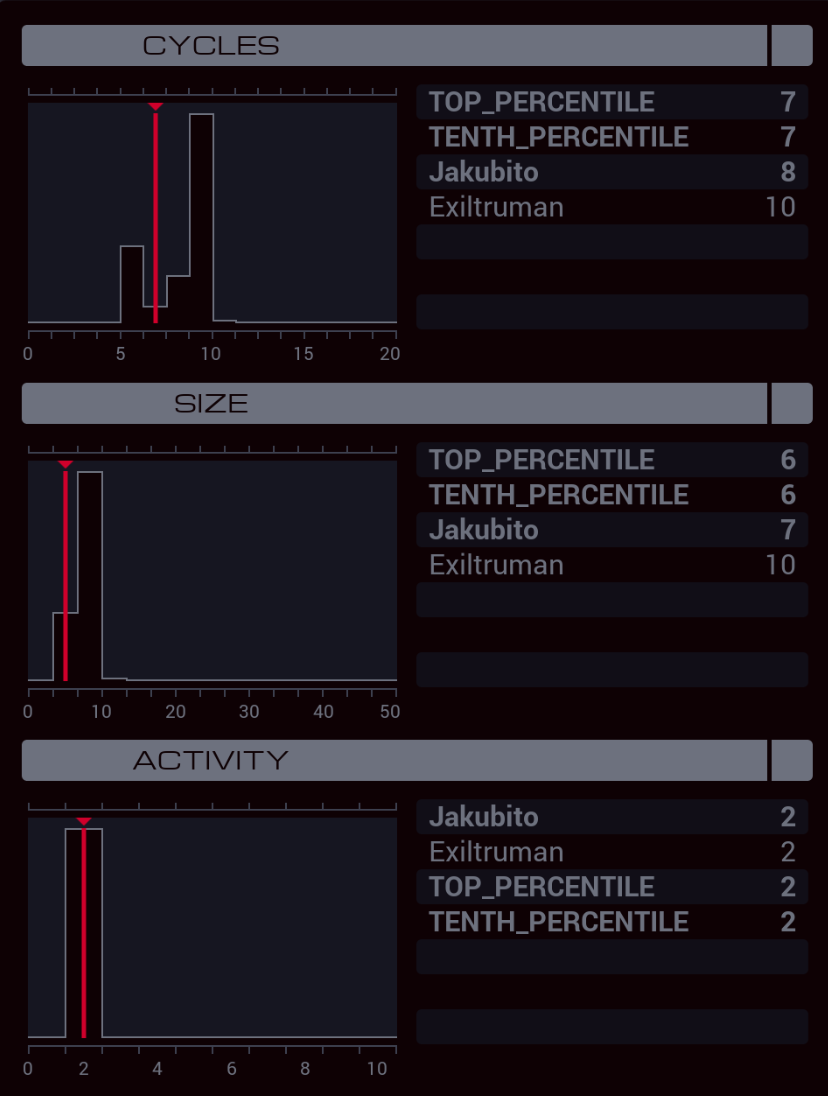 CYCLES
TOP_PERCENTILE 7
TENTH_PERCENTILE 7
Jakubito 8
Exiltruman 10
0 5 10 15 20
SIZE
TOP_PERCENTILE 6
TENTH_PERCENTILE 6
Jakubito 7
Exiltruman 10
0 10 20 30 40 50
ACTIVITY
Jakubito 2
Exiltruman 2
TOP_PERCENTILE 2
TENTH_PERCENTILE 2
0 2 4 6 8 10